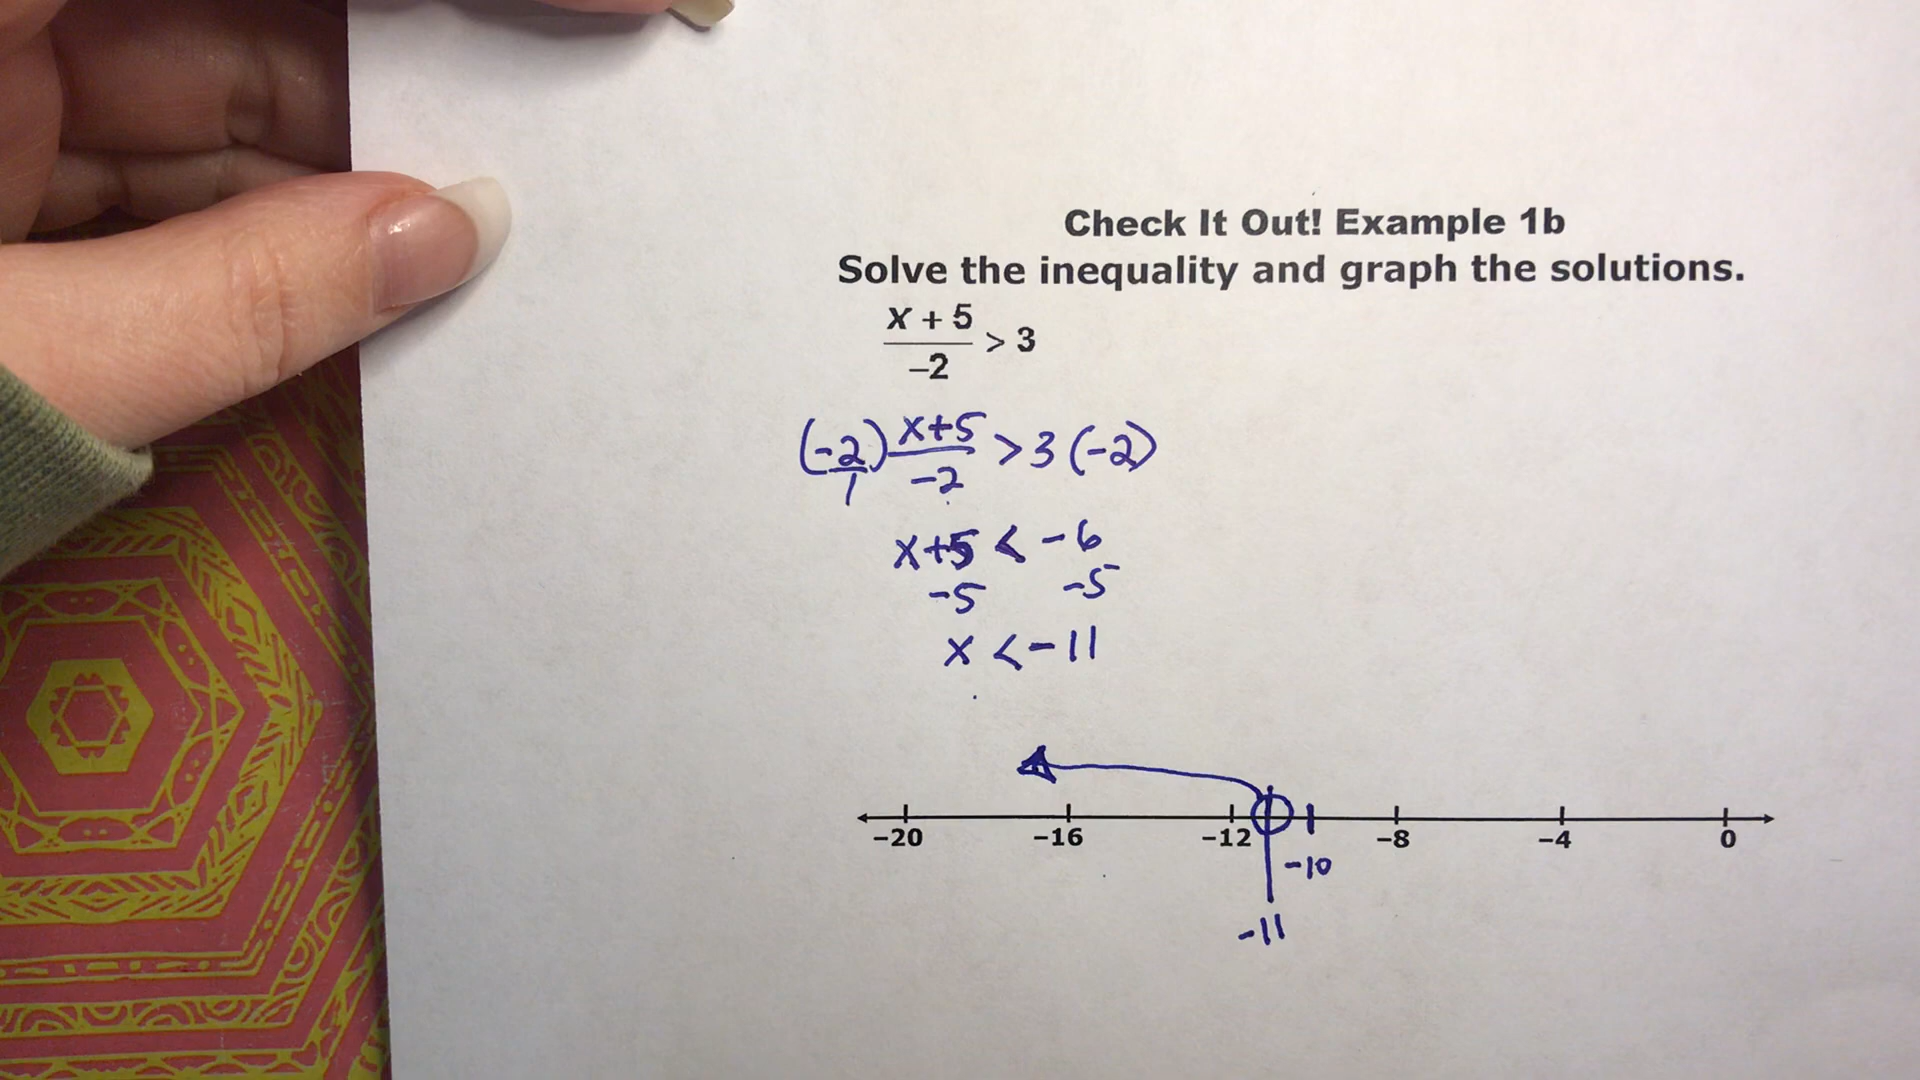 Check It Out! Example 1b
Solve the inequality and graph the solutions.
x + 5
> 3
–2
(-2) x+5 > 3 (-2)
1 -2
x+5 < -6
-5 -5
x < -11
–20 –16 –12 –8 –4 0
-10
-11